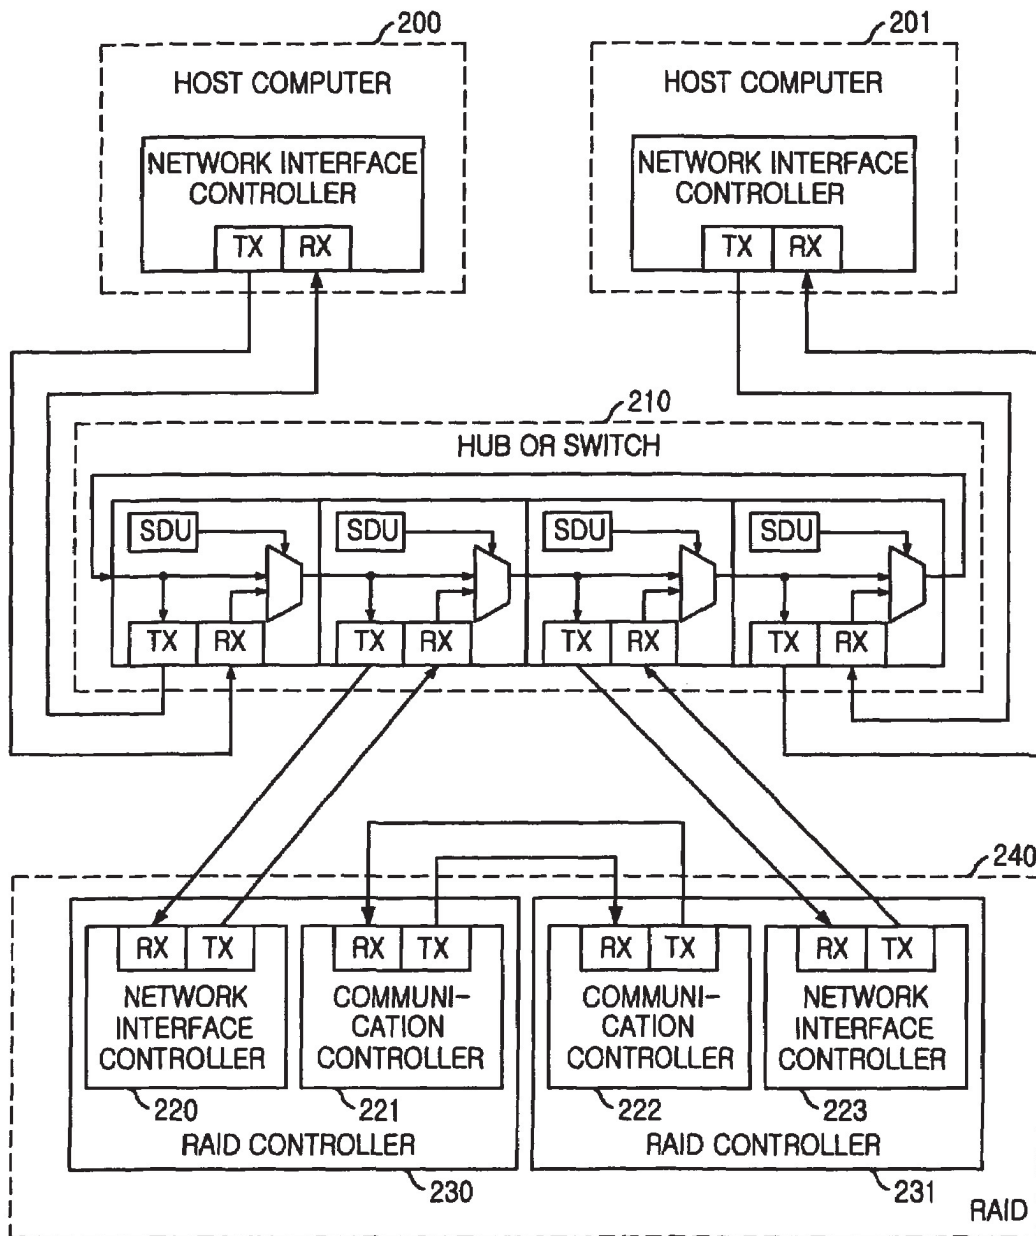 200
201
HOST COMPUTER
HOST COMPUTER
NETWORK INTERFACE
CONTROLLER
NETWORK INTERFACE
CONTROLLER
TX RX
TX RX
210
HUB OR SWITCH
SDU
SDU
SDU
SDU
TX RX
TX RX
TX RX
TX RX
240
RX TX
RX TX
RX TX
RX TX
NETWORK
INTERFACE
CONTROLLER
COMMUNI-
CATION
CONTROLLER
COMMUNI-
CATION
CONTROLLER
NETWORK
INTERFACE
CONTROLLER
220
221
222
223
RAID CONTROLLER
RAID CONTROLLER
230
231
RAID